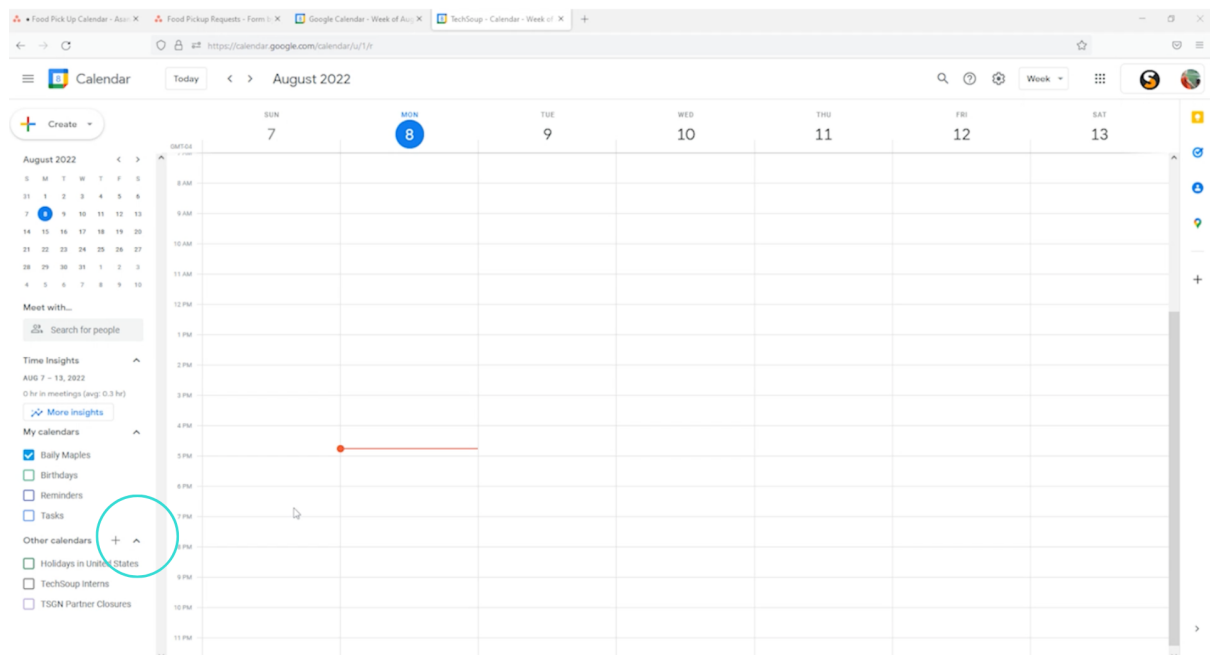 • Food Pick Up Calendar - Asan Food Pickup Requests - Form Google Calendar - Week of Aug TechSoup - Calendar - Week of
https://calendar.google.com/calendar/u/1/r
8 Calendar Today August 2022 Week
S
Create
SUN MON TUE WED THU FRI SAT
7 8 9 10 11 12 13
GMT-04
August 2022
S M T W T F S
31 1 2 3 4 5 6
7 8 9 10 11 12 13
14 15 16 17 18 19 20
21 22 23 24 25 26 27
28 29 30 31 1 2 3
4 5 6 7 8 9 10
Meet with...
Search for people
Time Insights
AUG 7 – 13, 2022
0 hr in meetings (avg: 0.3 hr)
More insights
My calendars
Baily Maples
Birthdays
Reminders
Tasks
Other calendars
Holidays in United States
TechSoup Interns
TSGN Partner Closures
8 AM
9 AM
10 AM
11 AM
12 PM
1 PM
2 PM
3 PM
4 PM
5 PM
6 PM
7 PM
8 PM
9 PM
10 PM
11 PM